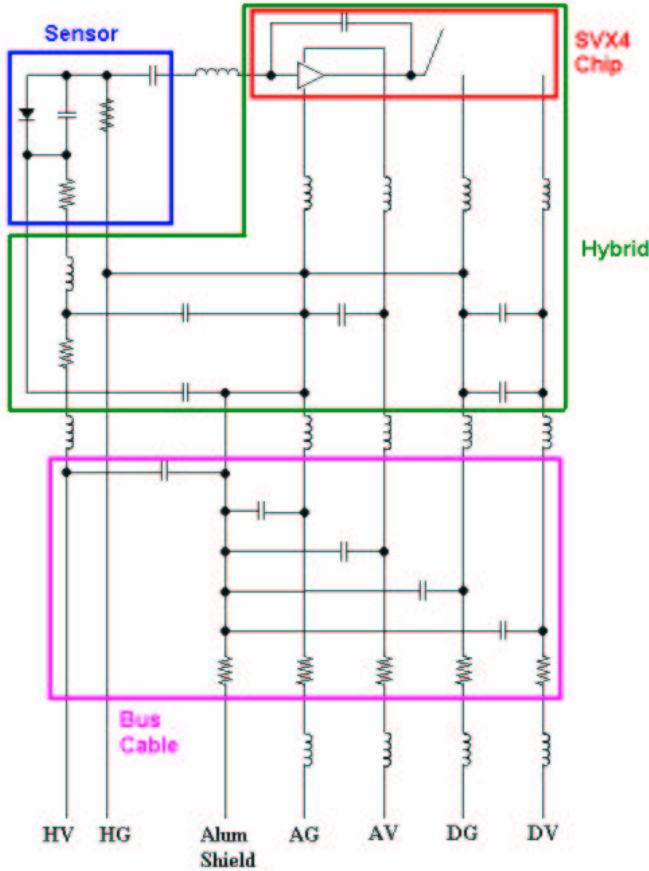 Sensor
SVX4
Chip
Hybrid
Bus
Cable
HV HG Alum AG AV DG DV
Shield